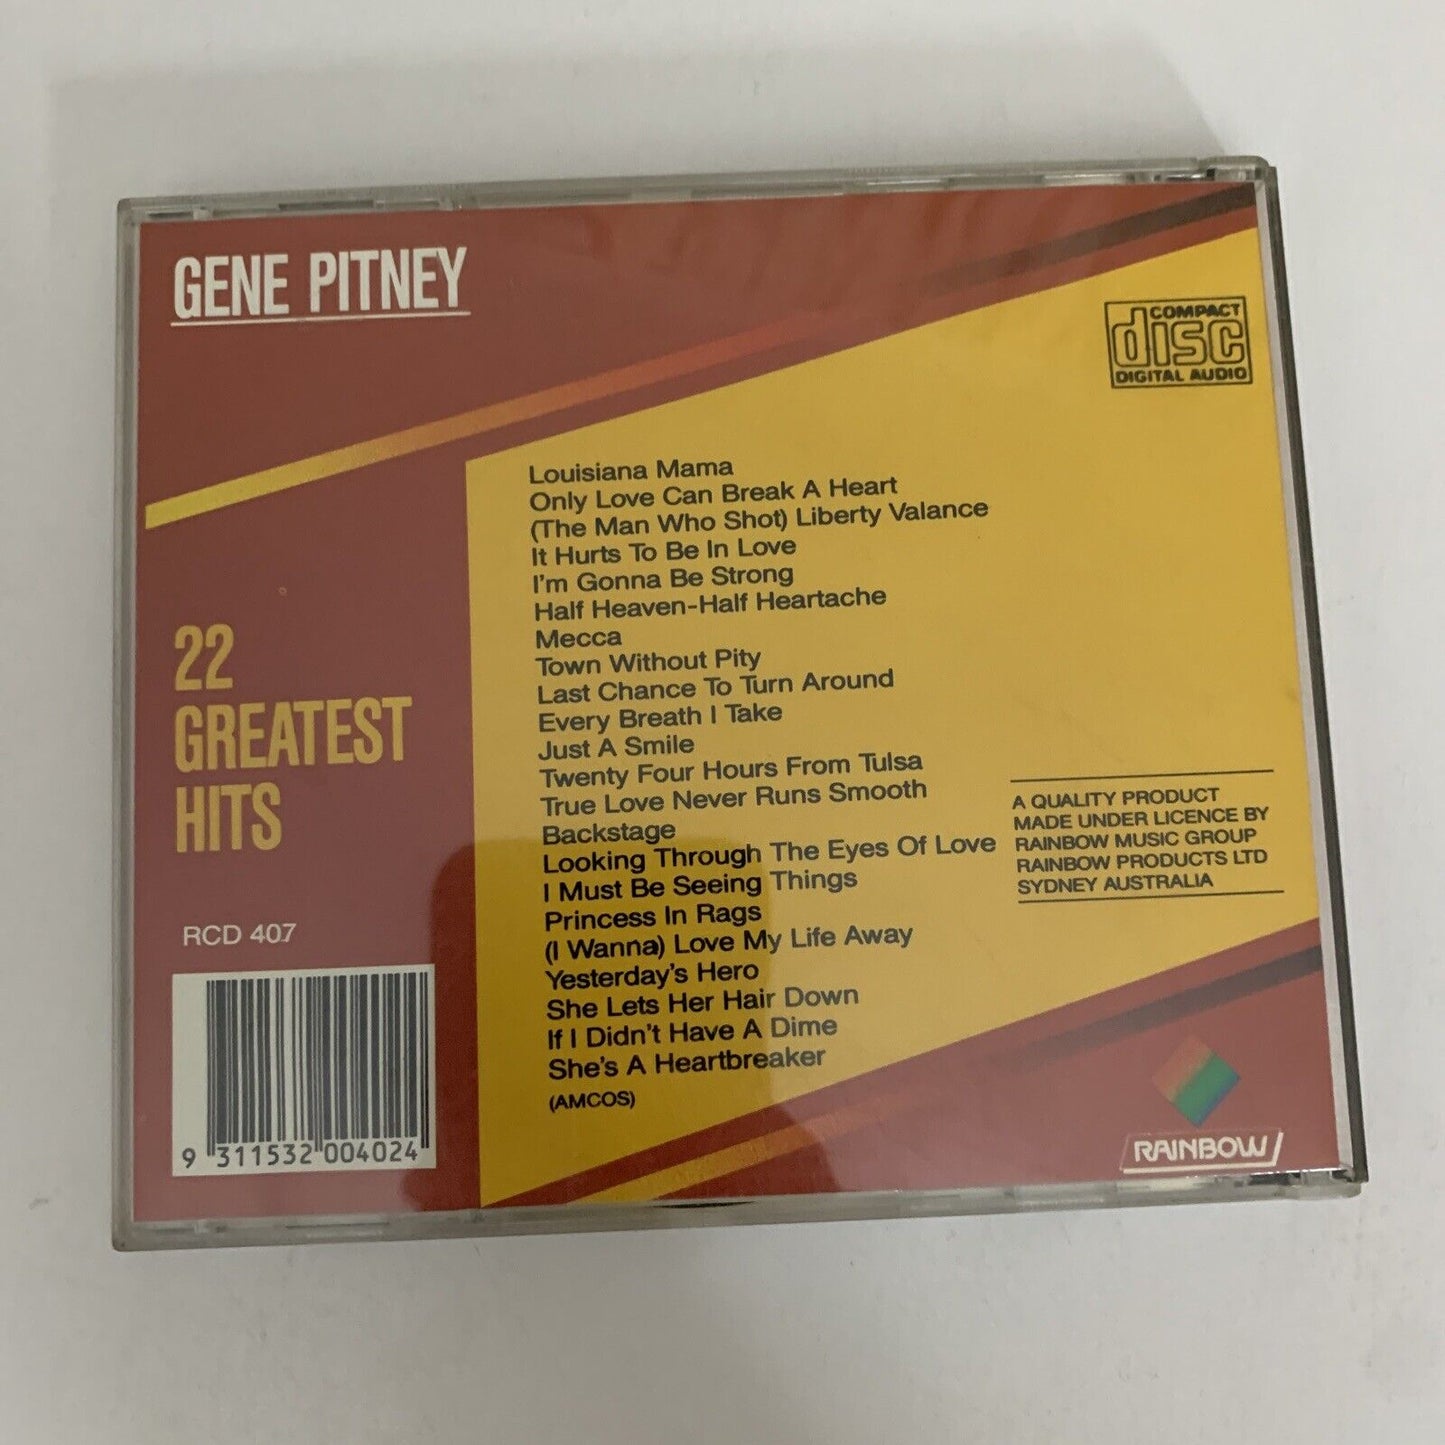 GENE PITNEY
COMPACT
disc
DIGITAL AUDIO
Louisiana Mama
Only Love Can Break A Heart
(The Man Who Shot) Liberty Valance
It Hurts To Be In Love
I'm Gonna Be Strong
Half Heaven-Half Heartache
Mecca
Town Without Pity
Last Chance To Turn Around
Every Breath I Take
Just A Smile
Twenty Four Hours From Tulsa
True Love Never Runs Smooth
Backstage
Looking Through The Eyes Of Love
I Must Be Seeing Things
Princess In Rags
(I Wanna) Love My Life Away
Yesterday's Hero
She Lets Her Hair Down
If I Didn't Have A Dime
She's A Heartbreaker
(AMCOS)
22
GREATEST
HITS
RCD 407
9 311532 004024
A QUALITY PRODUCT
MADE UNDER LICENCE BY
RAINBOW MUSIC GROUP
RAINBOW PRODUCTS LTD
SYDNEY AUSTRALIA
RAINBOW